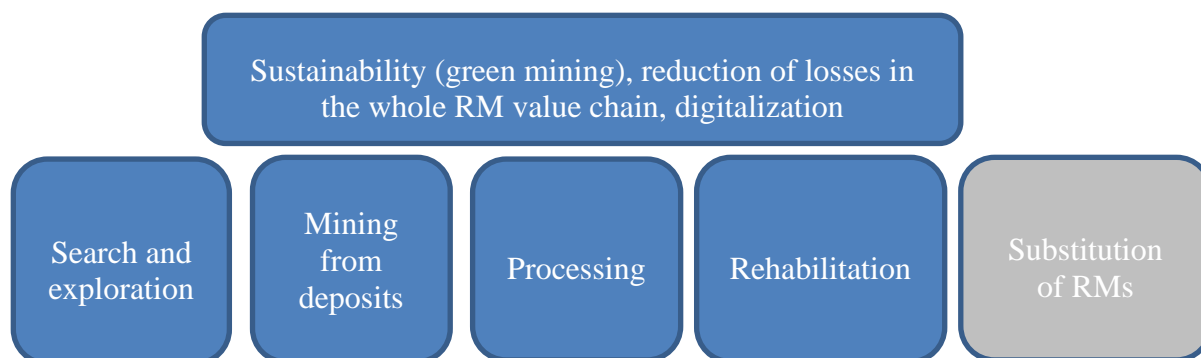 Sustainability (green mining), reduction of losses in
the whole RM value chain, digitalization
Search and
exploration
Mining
from
deposits
Processing
Rehabilitation
Substitution
of RMs